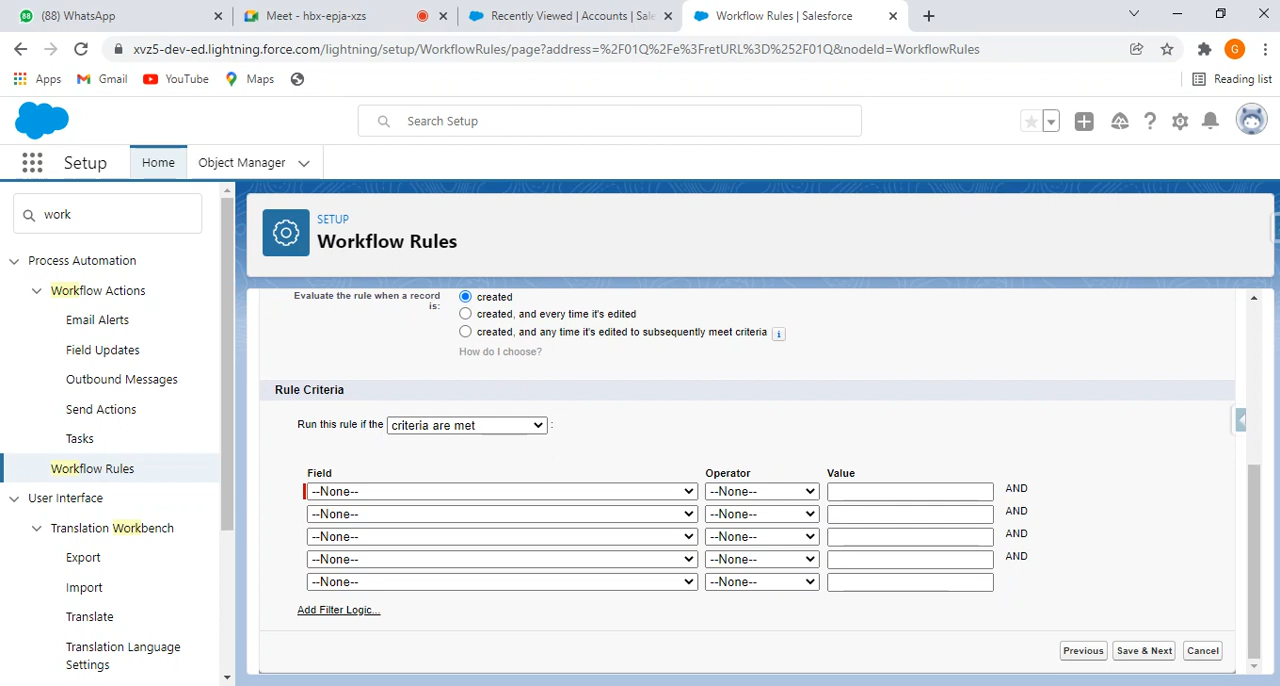 (88) WhatsApp
Meet - hbx-epja-xzs
Recently Viewed | Accounts | Sale
Workflow Rules | Salesforce
xvz5-dev-ed.lightning.force.com/lightning/setup/WorkflowRules/page?address=%2F01Q%2Fe%3FretURL%3D%252F01Q&nodeId=WorkflowRules
G
Apps
Gmail
YouTube
Maps
Reading list
Search Setup
Setup
Home
Object Manager
work
Process Automation
Workflow Actions
Email Alerts
Field Updates
Outbound Messages
Send Actions
Tasks
Workflow Rules
User Interface
Translation Workbench
Export
Import
Translate
Translation Language
Settings
SETUP
Workflow Rules
Evaluate the rule when a record
is:
created
created, and every time it's edited
created, and any time it's edited to subsequently meet criteria
How do I choose?
Rule Criteria
Run this rule if the criteria are met :
Field Operator Value
--None-- --None-- AND
--None-- --None-- AND
--None-- --None-- AND
--None-- --None-- AND
--None-- --None--
Add Filter Logic...
Previous Save & Next Cancel